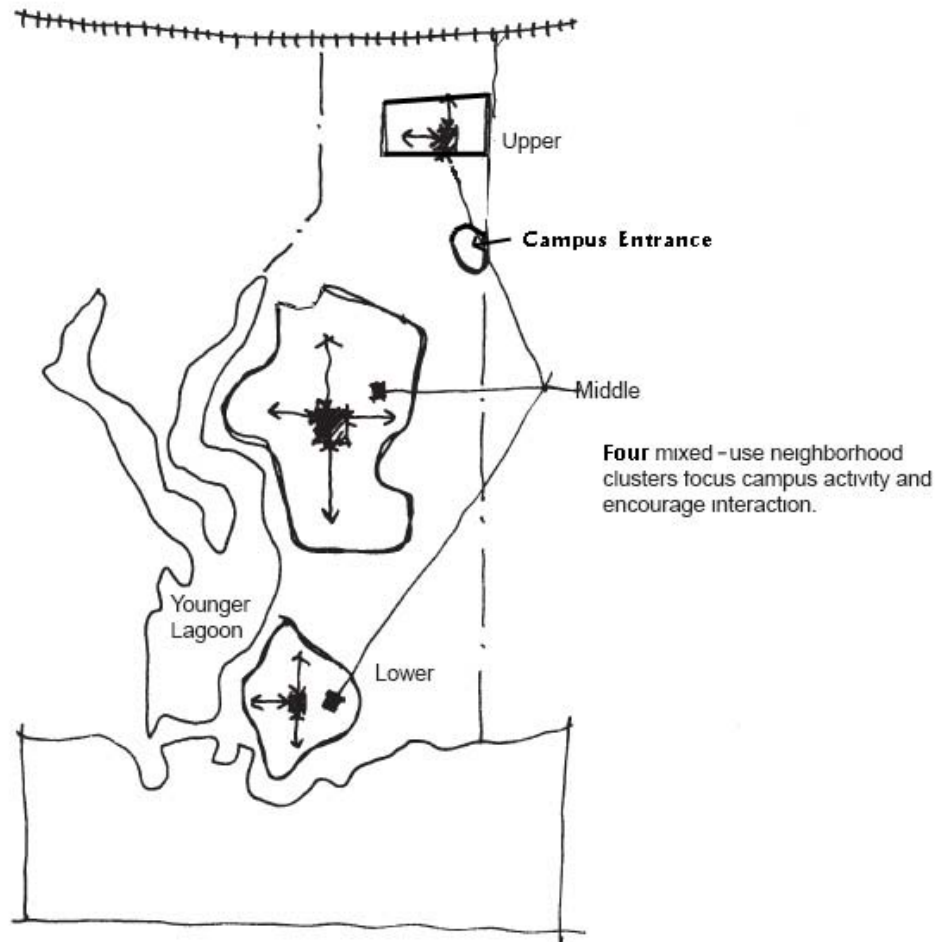 Upper
Campus Entrance
Middle
Four mixed-use neighborhood
clusters focus campus activity and
encourage interaction.
Younger
Lagoon
Lower